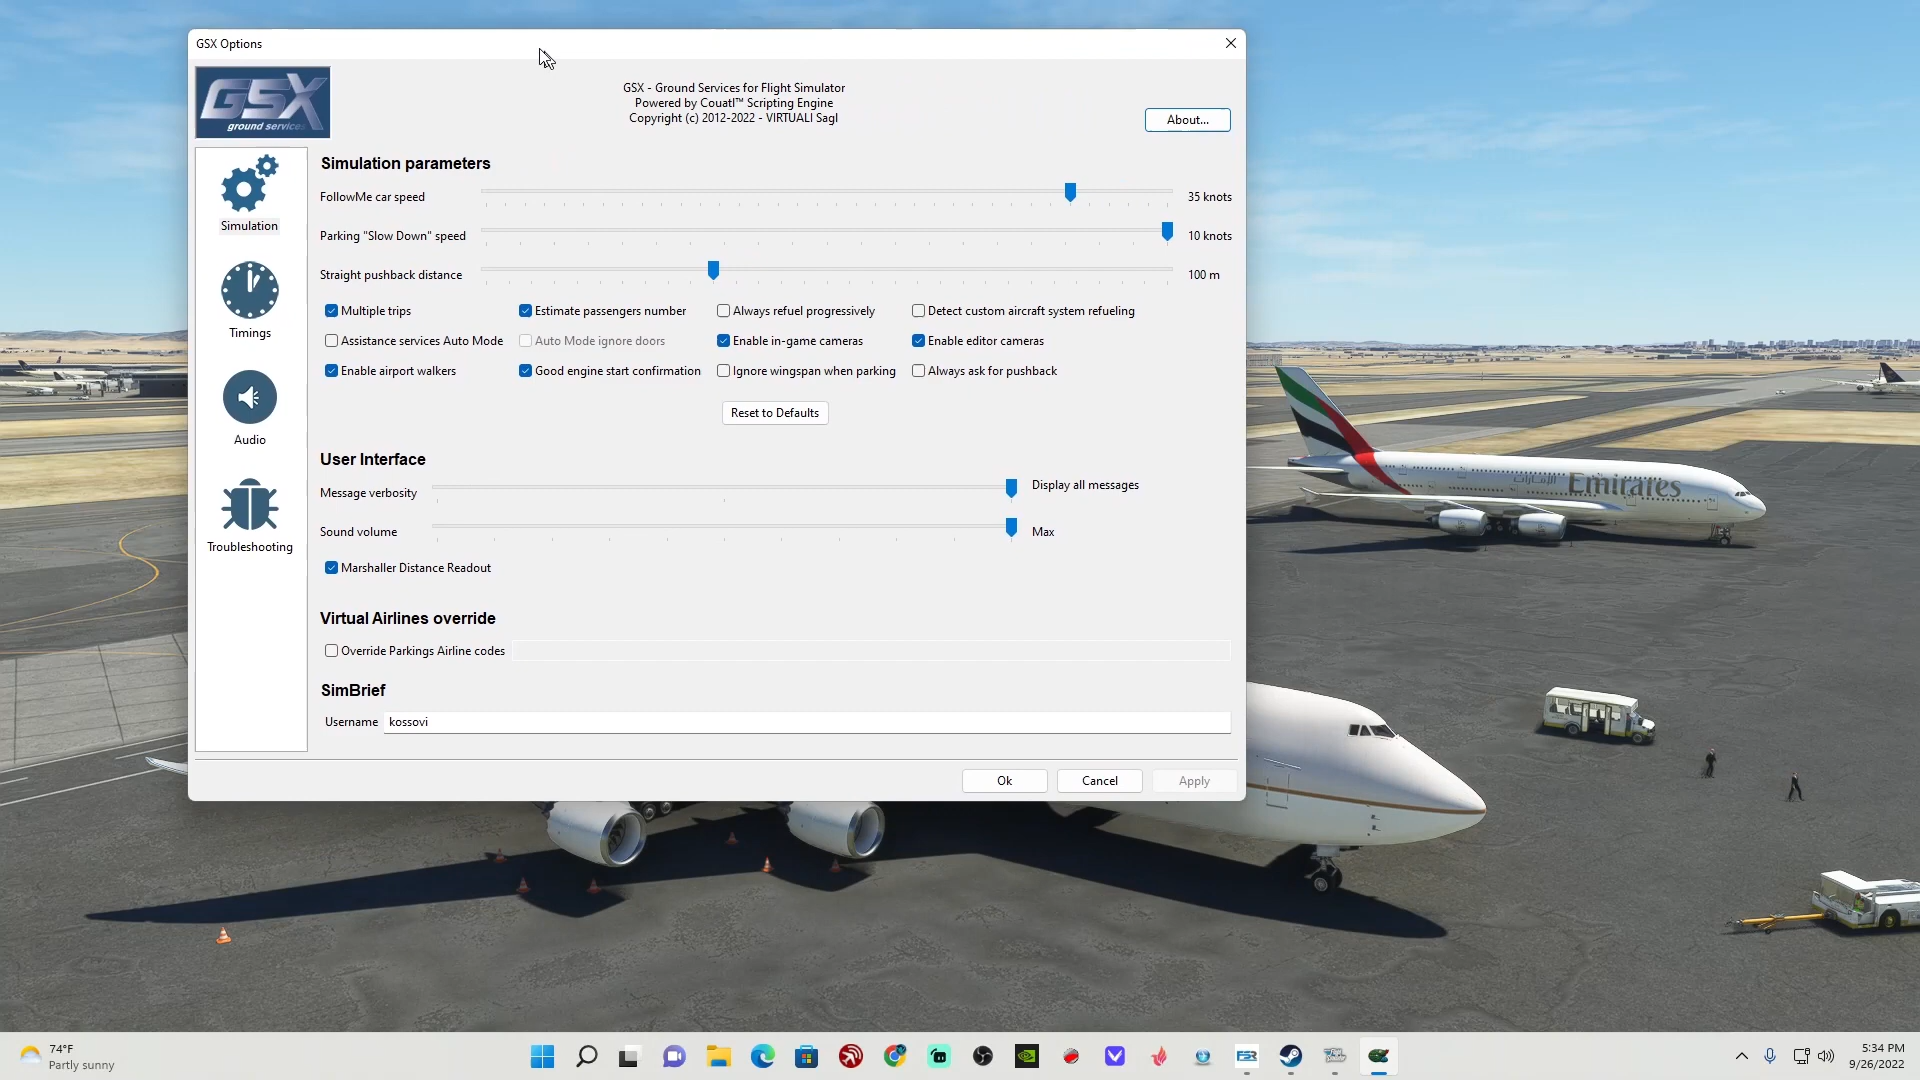 GSX Options
GSX
ground services
GSX - Ground Services for Flight Simulator
Powered by Couatl™ Scripting Engine
Copyright (c) 2012-2022 - VIRTUALI Sagl
About...
Simulation
Timings
Audio
Troubleshooting
Simulation parameters
FollowMe car speed 35 knots
Parking "Slow Down" speed 10 knots
Straight pushback distance 100 m
Multiple trips Estimate passengers number Always refuel progressively Detect custom aircraft system refueling
Assistance services Auto Mode Auto Mode ignore doors Enable in-game cameras Enable editor cameras
Enable airport walkers Good engine start confirmation Ignore wingspan when parking Always ask for pushback
Reset to Defaults
User Interface
Message verbosity Display all messages
Sound volume Max
Marshaller Distance Readout
Virtual Airlines override
Override Parkings Airline codes
SimBrief
Username kossovi
Ok Cancel Apply
الإمارات Emirates
74°F
Partly sunny
FSR
5:34 PM
9/26/2022